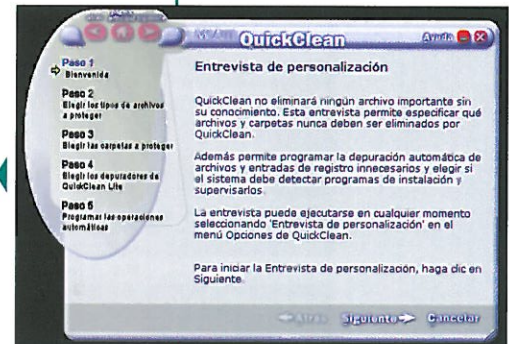 QuickClean
Ayuda
Paso 1
Bienvenida
Paso 2
Elegir los tipos de archivos
a proteger
Paso 3
Elegir las carpetas a proteger
Paso 4
Elegir los depuradores de
QuickClean Lite
Paso 5
Programar las operaciones
automáticas
Entrevista de personalización
QuickClean no eliminará ningún archivo importante sin
su conocimiento. Esta entrevista permite especificar qué
archivos y carpetas nunca deben ser eliminados por
QuickClean.
Además permite programar la depuración automática de
archivos y entradas de registro innecesarios y elegir si
el sistema debe detectar programas de instalación y
supervisarlos.
La entrevista puede ejecutarse en cualquier momento
seleccionando 'Entrevista de personalización' en el
menú Opciones de QuickClean.
Para iniciar la Entrevista de personalización, haga clic en
Siguiente.
Atrás Siguiente Cancelar